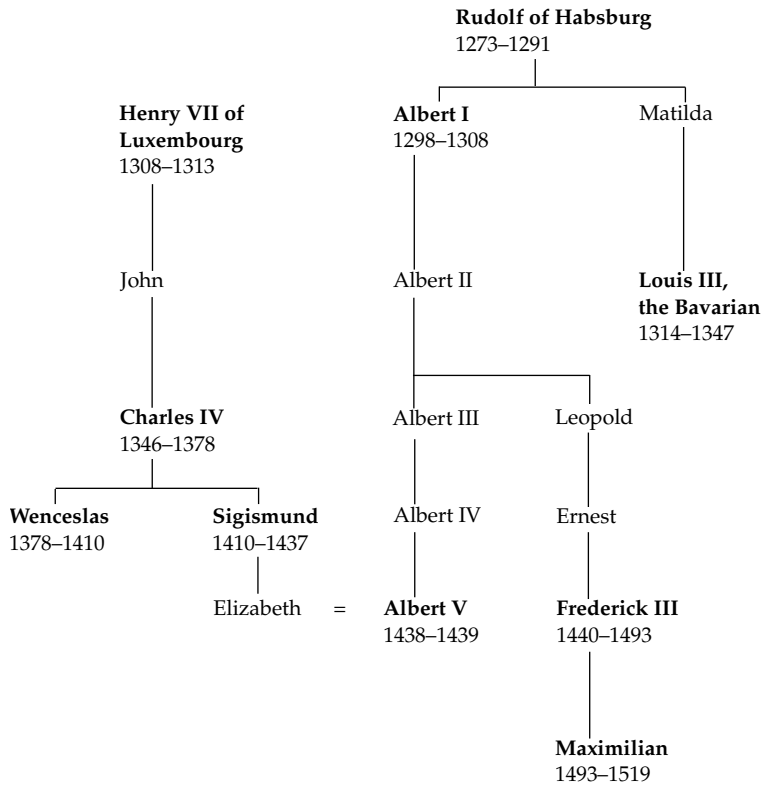 Rudolf of Habsburg
1273–1291
Henry VII of
Luxembourg
1308–1313
Albert I
1298–1308
Matilda
John
Albert II
Louis III,
the Bavarian
1314–1347
Charles IV
1346–1378
Albert III
Leopold
Wenceslas
1378–1410
Sigismund
1410–1437
Albert IV
Ernest
Elizabeth = Albert V
1438–1439
Frederick III
1440–1493
Maximilian
1493–1519